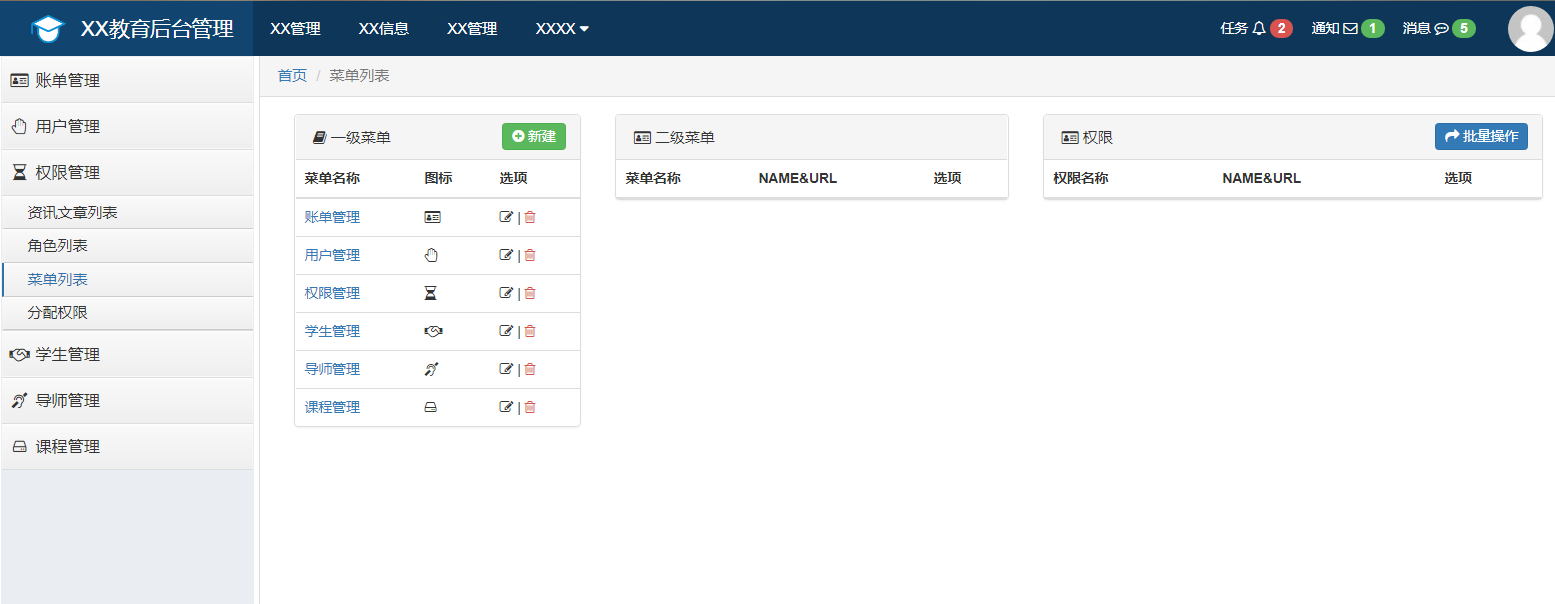 XX教育后台管理 XX管理 XX信息 XX管理 XXXX 任务 2 通知 1 消息 5
账单管理
用户管理
权限管理
资讯文章列表
角色列表
菜单列表
分配权限
学生管理
导师管理
课程管理
首页 / 菜单列表
一级菜单 新建
菜单名称 图标 选项
账单管理 |
用户管理 |
权限管理 |
学生管理 |
导师管理 |
课程管理 |
二级菜单
菜单名称 NAME&URL 选项
权限 批量操作
权限名称 NAME&URL 选项